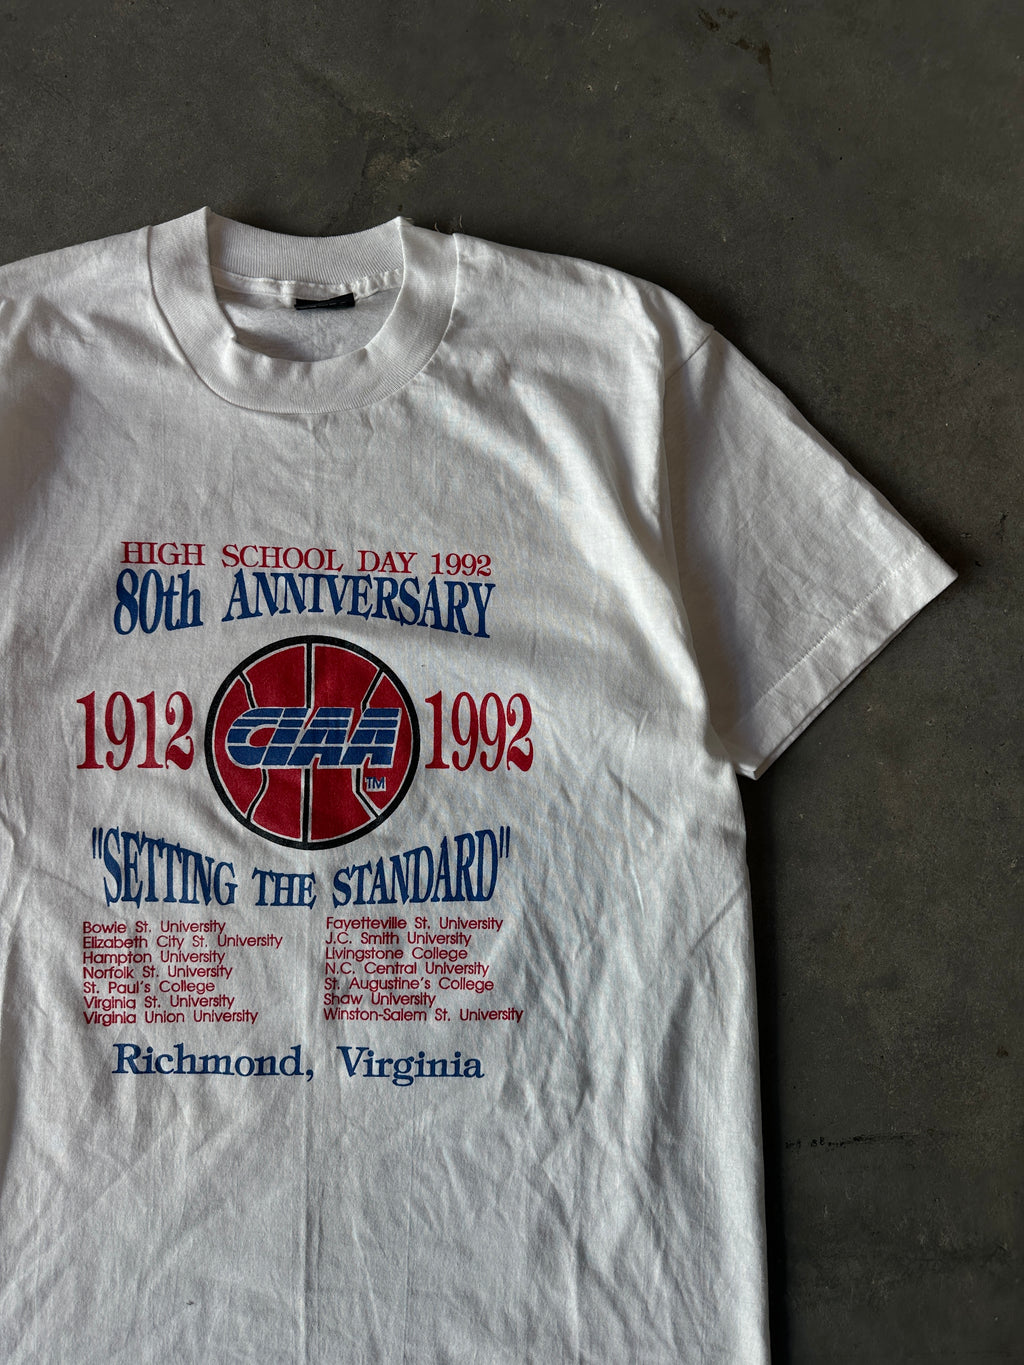 HIGH SCHOOL DAY 1992
80th ANNIVERSARY
1912 CIAA 1992
TM
"SETTING THE STANDARD"
Bowie St. University
Elizabeth City St. University
Hampton University
Norfolk St. University
St. Paul's College
Virginia St. University
Virginia Union University
Fayetteville St. University
J.C. Smith University
Livingstone College
N.C. Central University
St. Augustine's College
Shaw University
Winston-Salem St. University
Richmond, Virginia